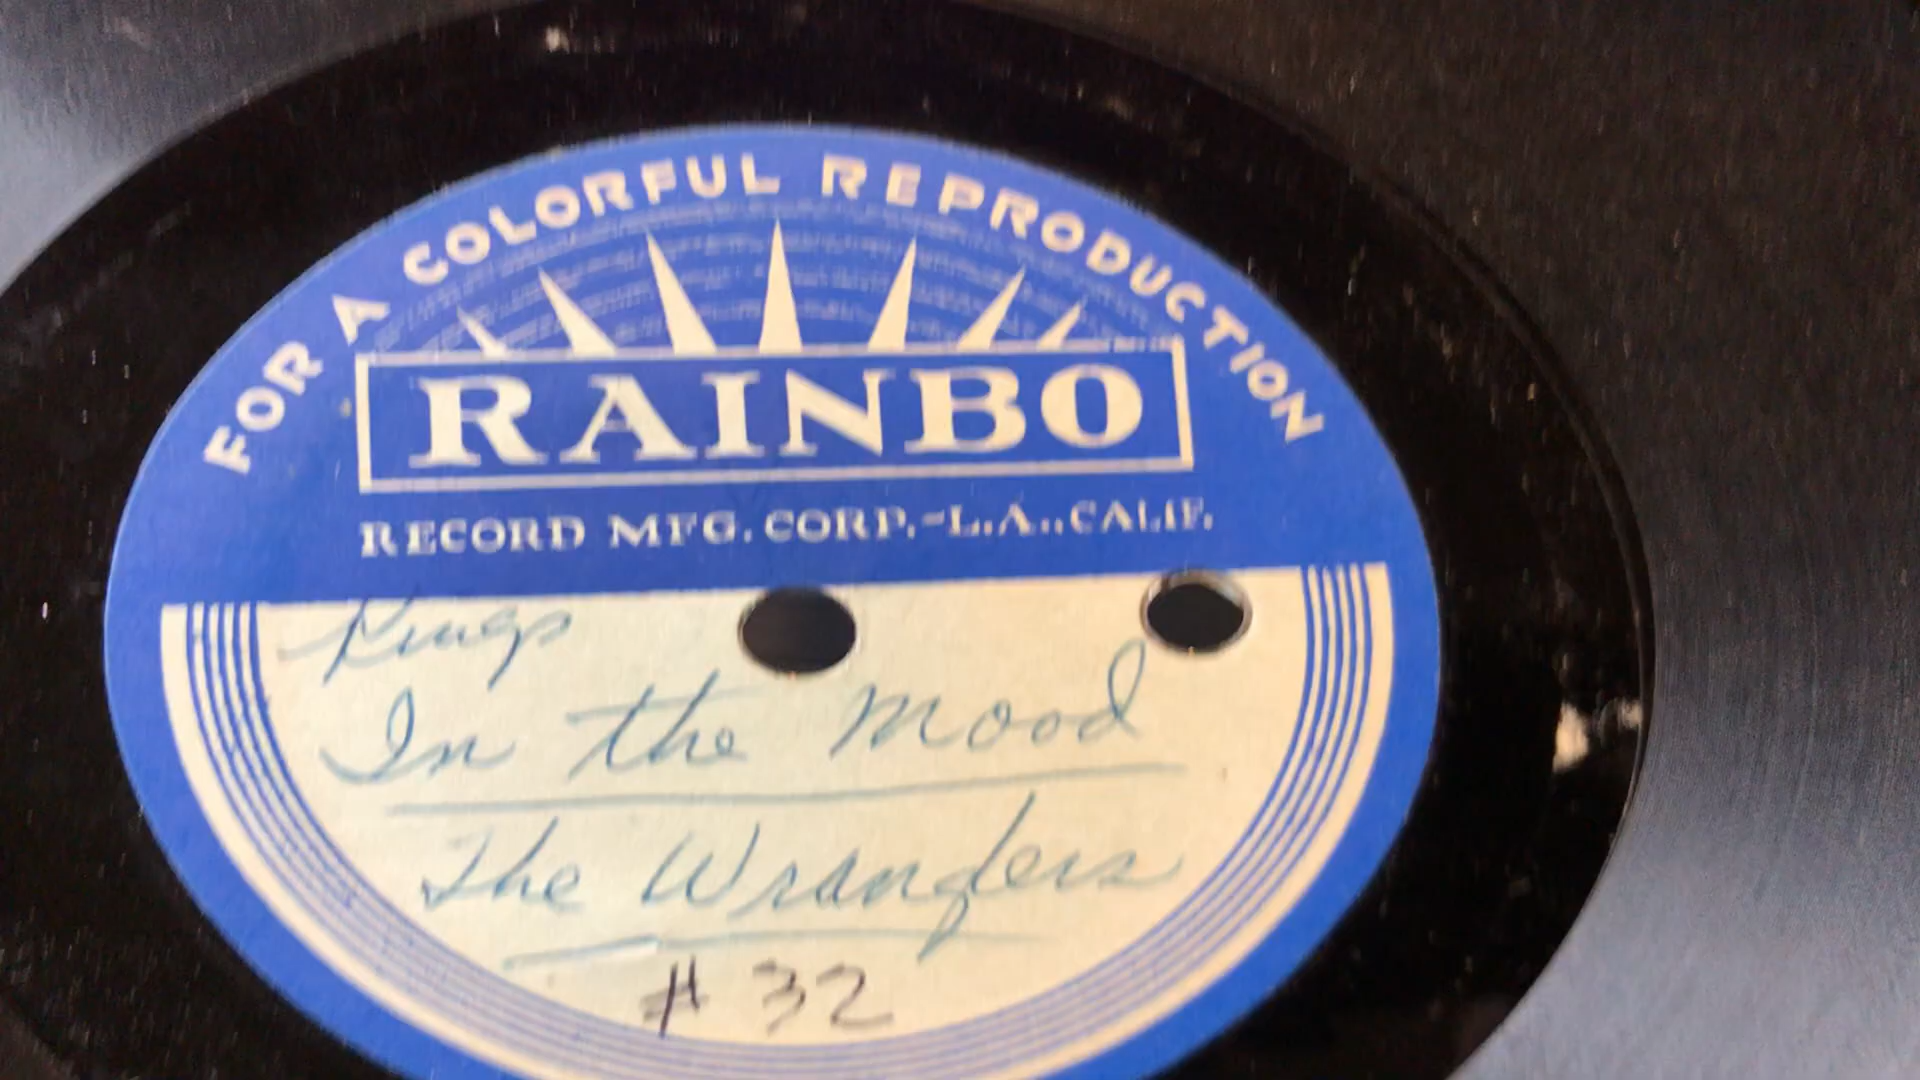 FOR A COLORFUL REPRODUCTION
RAINBO
RECORD MFG. CORP.-L.A., CALIF.
In the Mood
The Wranglers
# 32